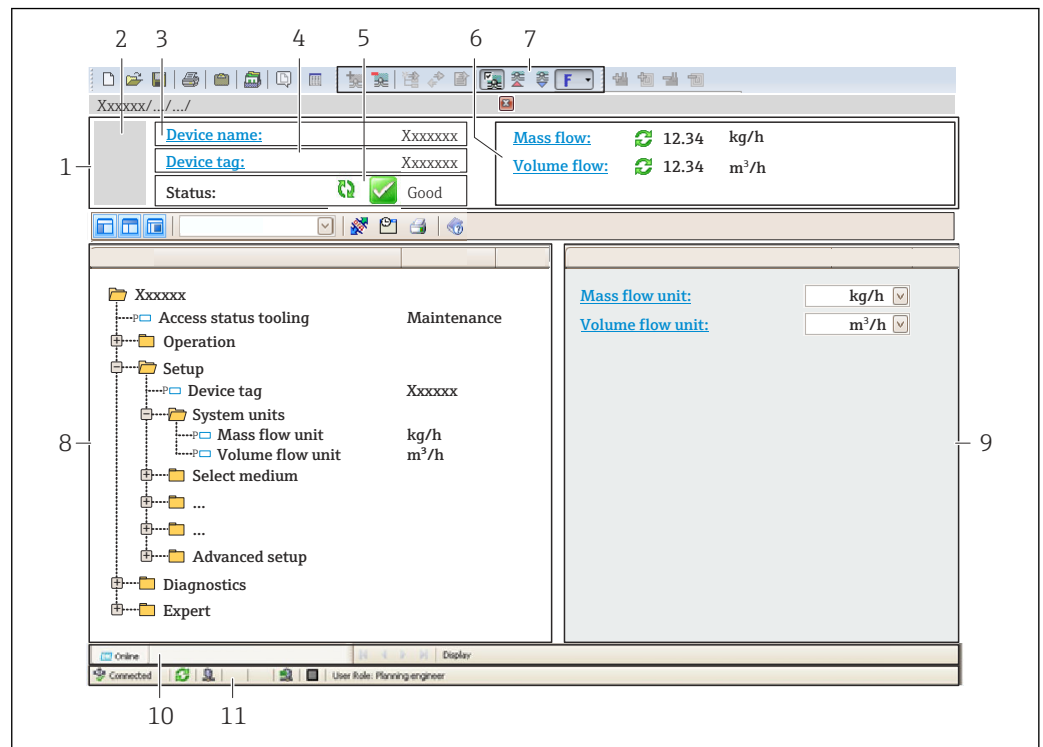 2 3 4 5 6 7
F
Xxxxxx/.../.../
1
Device name: Xxxxxxx
Device tag: Xxxxxxx
Status: Good
Mass flow: 12.34 kg/h
Volume flow: 12.34 m³/h
Xxxxxx
P Access status tooling Maintenance
Operation
Setup
P Device tag Xxxxxx
System units
P Mass flow unit kg/h
P Volume flow unit m³/h
Select medium
...
...
Advanced setup
Diagnostics
Expert
8
Mass flow unit: kg/h
Volume flow unit: m³/h
9
Online Display
Connected User Role: Planning engineer
10 11